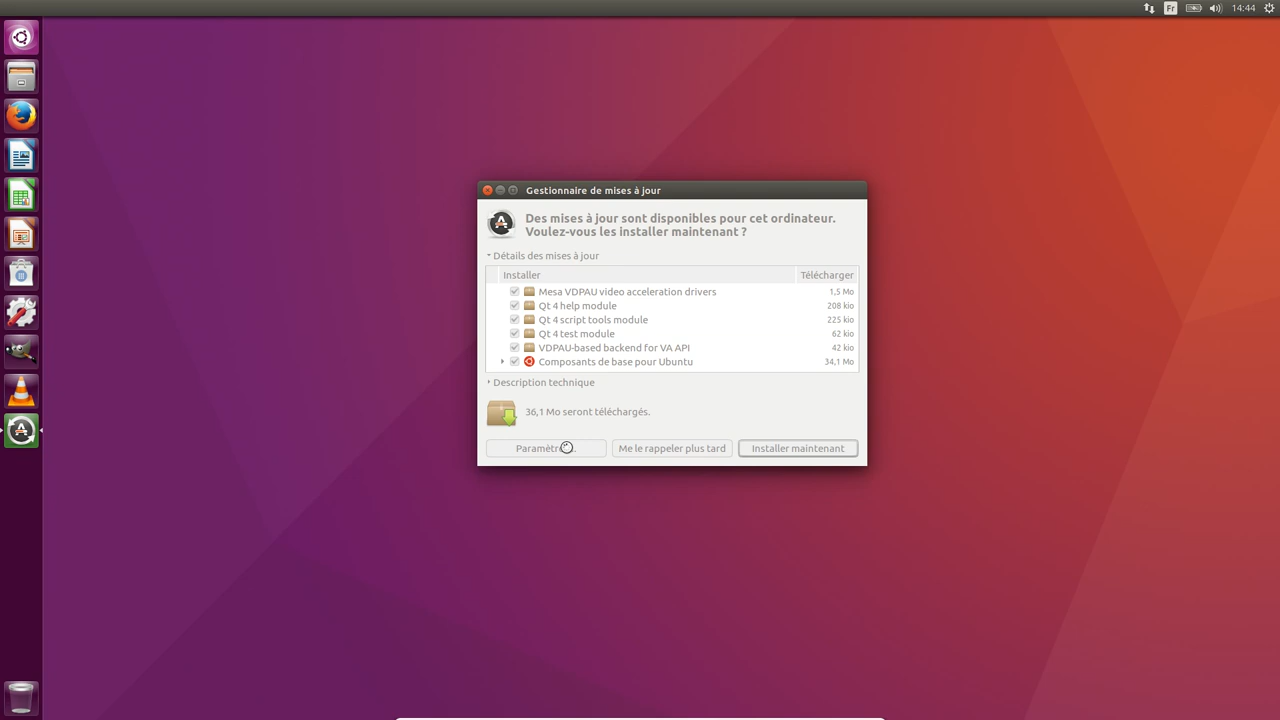 Fr 14:44
Gestionnaire de mises à jour
Des mises à jour sont disponibles pour cet ordinateur.
Voulez-vous les installer maintenant ?
Détails des mises à jour
Installer Télécharger
Mesa VDPAU video acceleration drivers 1,5 Mo
Qt 4 help module 208 kio
Qt 4 script tools module 225 kio
Qt 4 test module 62 kio
VDPAU-based backend for VA API 42 kio
Composants de base pour Ubuntu 34,1 Mo
Description technique
36,1 Mo seront téléchargés.
Me le rappeler plus tard Installer maintenant